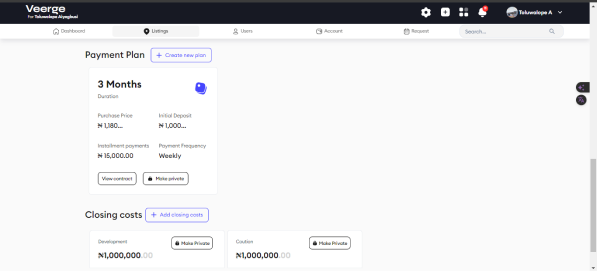 Veerge
For Toluwalope Aiyegbusi
Toluwalope A
Dashboard
Listings
Users
Account
Request
Search...
Payment Plan
+ Create new plan
3 Months
Duration
Purchase Price
Initial Deposit
₦ 1,180...
₦ 1,000...
Installment payments
Payment Frequency
₦ 15,000.00
Weekly
View contract
Make private
Closing costs
+ Add closing costs
Development
Make Private
₦1,000,000.00
Caution
Make Private
₦1,000,000.00